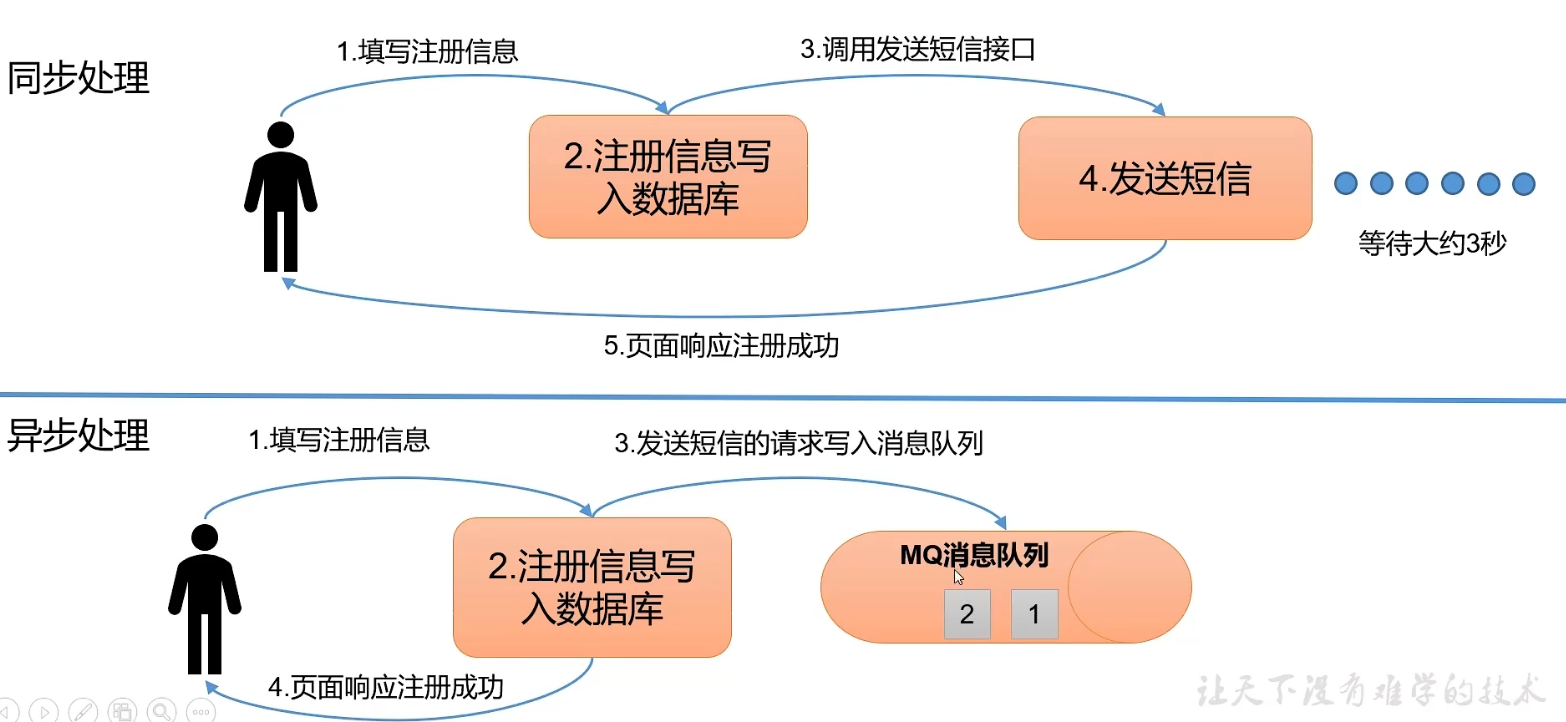 同步处理
1.填写注册信息
3.调用发送短信接口
2.注册信息写
入数据库
4.发送短信
等待大约3秒
5.页面响应注册成功
异步处理
1.填写注册信息
3.发送短信的请求写入消息队列
2.注册信息写
入数据库
MQ消息队列
2 1
4.页面响应注册成功
让天下没有难学的技术